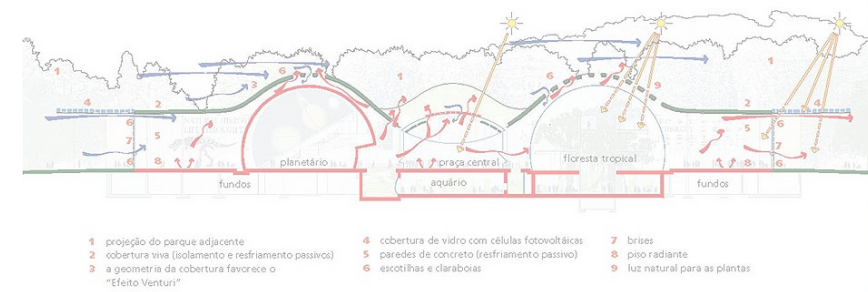 1
6
3
4
2
6
5
7
6
8
1
6
9
1
2
4
6
5
7
8
6
planetário
praça central
floresta tropical
fundos
aquário
fundos
1 projeção do parque adjacente
2 cobertura viva (isolamento e resfriamento passivos)
3 a geometria da cobertura favorece o
"Efeito Venturi"
4 cobertura de vidro com células fotovoltáicas
5 paredes de concreto (resfriamento passivo)
6 escotilhas e claraboias
7 brises
8 piso radiante
9 luz natural para as plantas